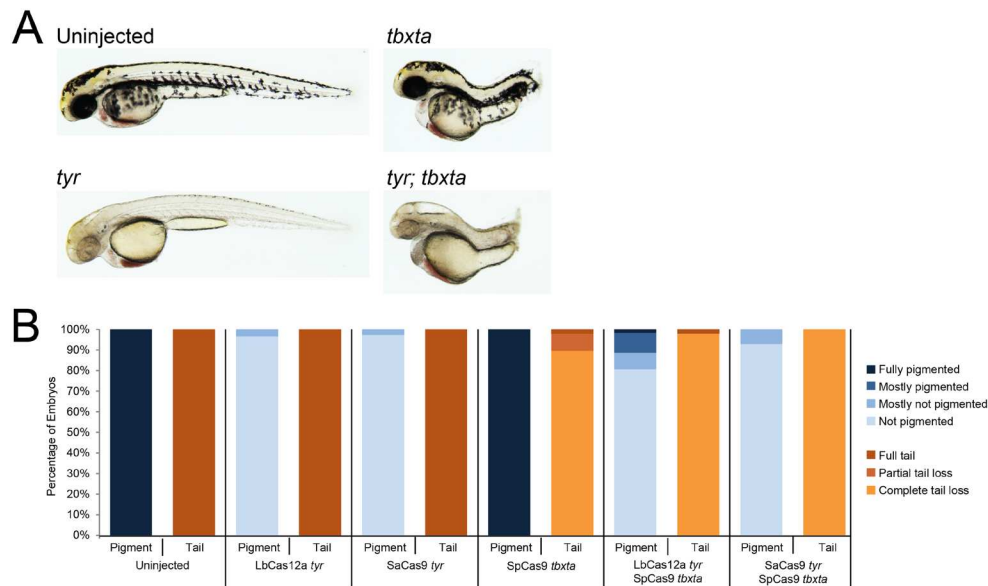 A
Uninjected
tbxta
tyr
tyr; tbxta
B
100%
90%
80%
70%
60%
50%
40%
30%
20%
10%
0%
Percentage of Embryos
Pigment Tail Pigment Tail Pigment Tail Pigment Tail Pigment Tail Pigment Tail
Uninjected LbCas12a tyr SaCas9 tyr SpCas9 tbxta LbCas12a tyr SaCas9 tyr
SpCas9 tbxta SpCas9 tbxta
Fully pigmented
Mostly pigmented
Mostly not pigmented
Not pigmented
Full tail
Partial tail loss
Complete tail loss